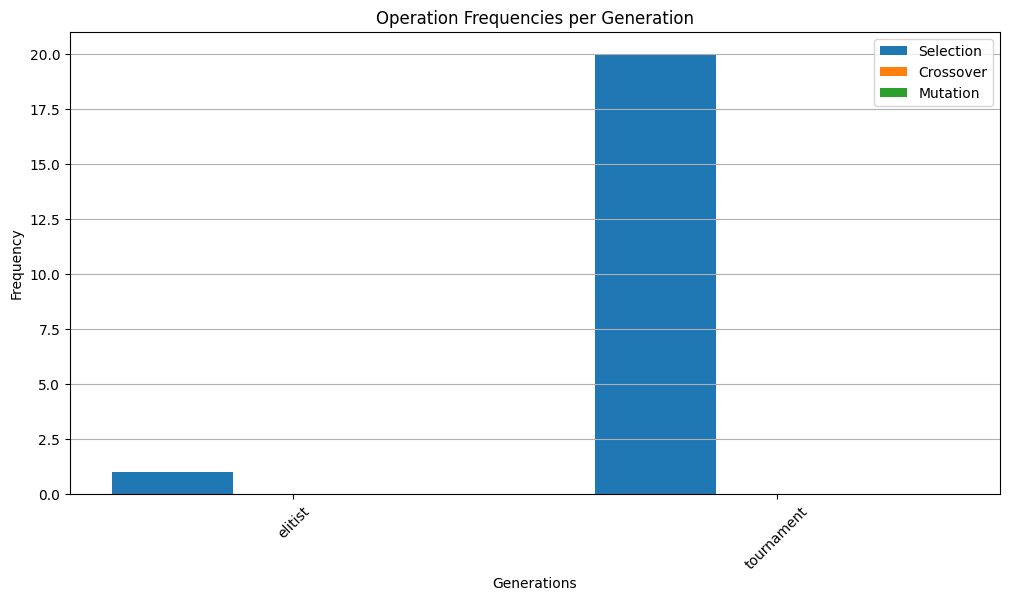 Operation Frequencies per Generation
Selection
Crossover
Mutation
Frequency
20.0
17.5
15.0
12.5
10.0
7.5
5.0
2.5
0.0
elitist
tournament
Generations